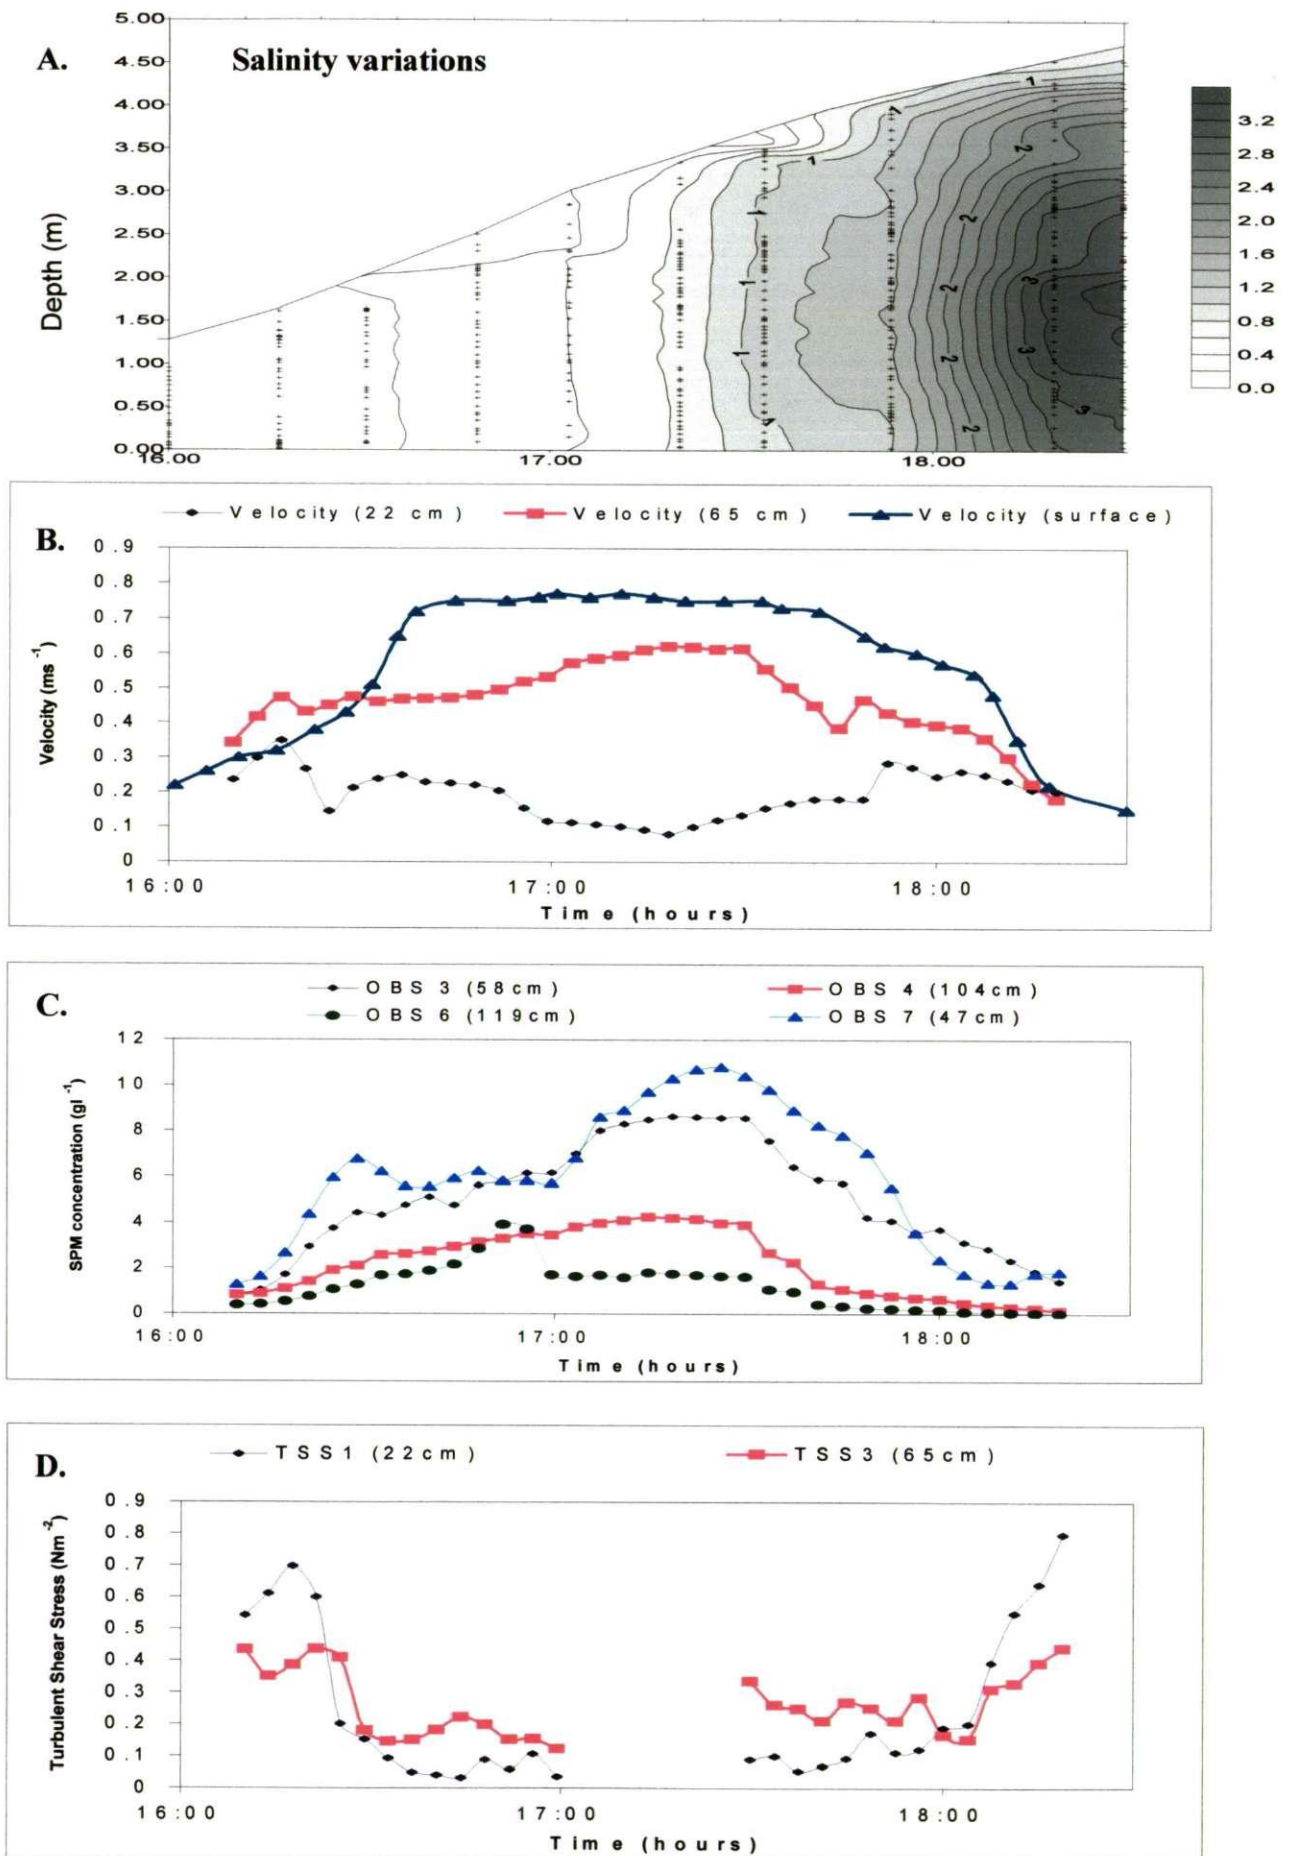 A. Salinity variations
5.00
4.50
4.00
3.50
3.00
2.50
2.00
1.50
1.00
0.50
0.00
Depth (m)
16.00 17.00 18.00
1 1 1 1 1 1 1
2 2 2 2 2
3 3 3
3.2
2.8
2.4
2.0
1.6
1.2
0.8
0.4
0.0
B. Velocity (22 cm) Velocity (65 cm) Velocity (surface)
Velocity (ms⁻¹)
0.9
0.8
0.7
0.6
0.5
0.4
0.3
0.2
0.1
0
16:00 17:00 18:00
Time (hours)
C. OBS 3 (58cm) OBS 4 (104cm)
OBS 6 (119cm) OBS 7 (47cm)
SPM concentration (gl⁻¹)
12
10
8
6
4
2
0
16:00 17:00 18:00
Time (hours)
D. TSS1 (22cm) TSS3 (65cm)
Turbulent Shear Stress (Nm⁻²)
0.9
0.8
0.7
0.6
0.5
0.4
0.3
0.2
0.1
0
16:00 17:00 18:00
Time (hours)